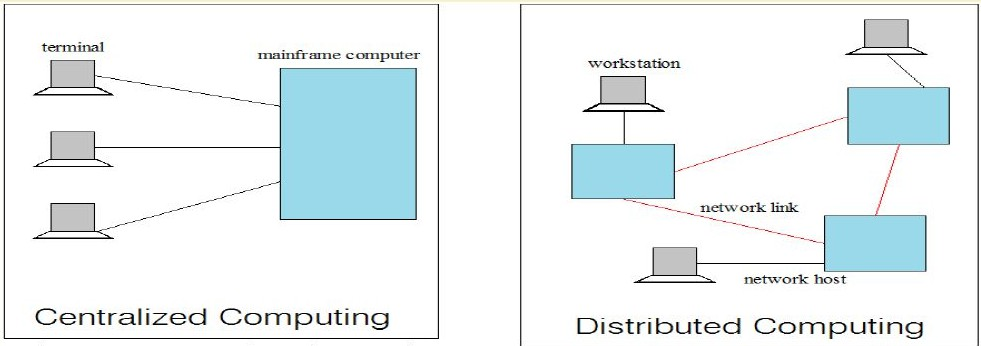 terminal
mainframe computer
Centralized Computing
workstation
network link
network host
Distributed Computing